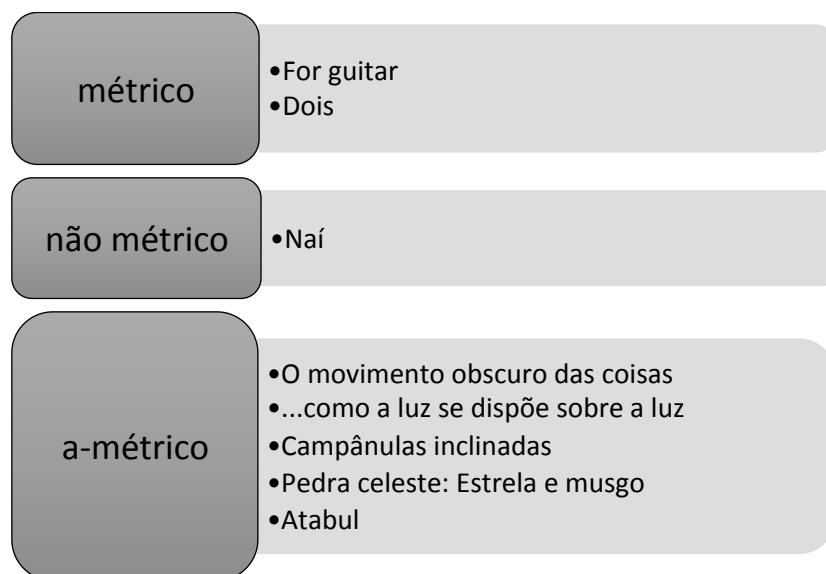 métrico
•For guitar
•Dois
não métrico
•Naí
a-métrico
•O movimento obscuro das coisas
•...como a luz se dispõe sobre a luz
•Campânulas inclinadas
•Pedra celeste: Estrela e musgo
•Atabul